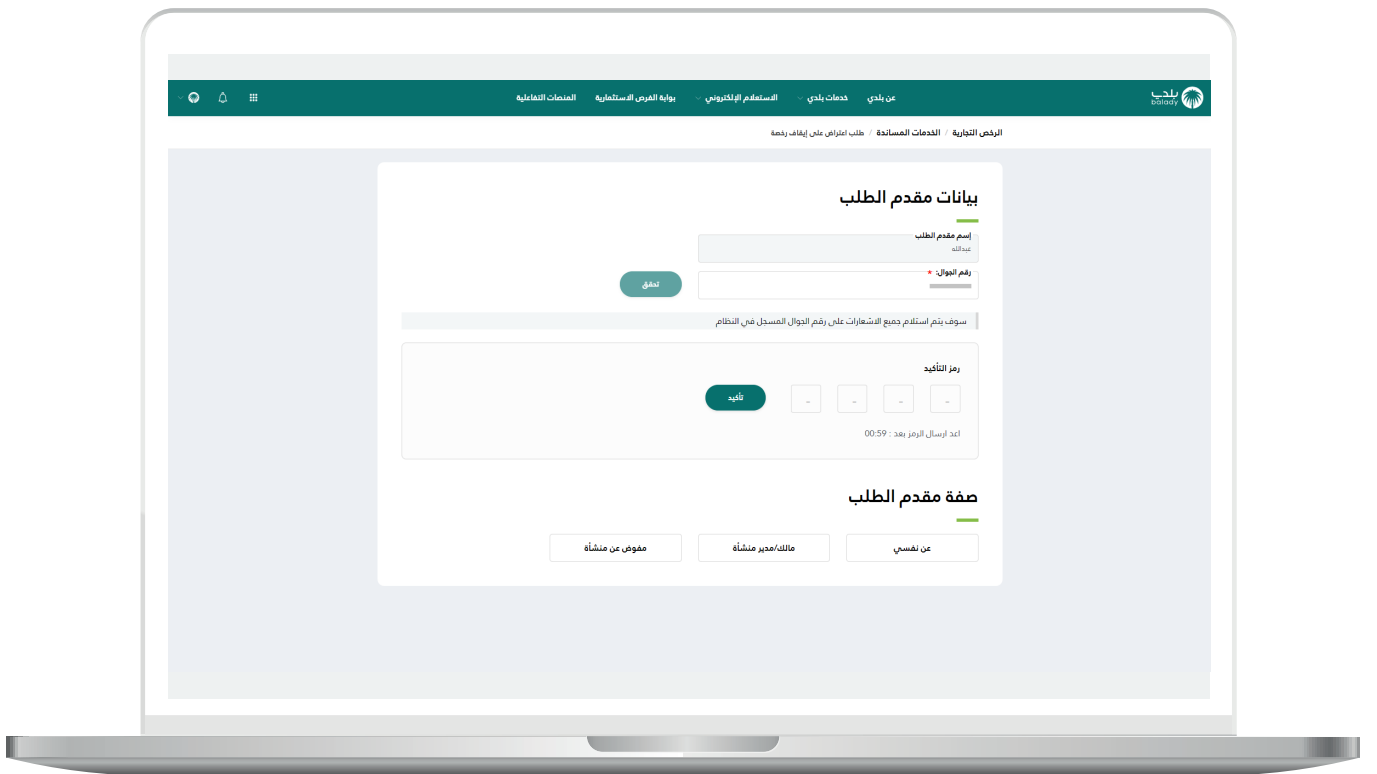 بلدي
balady
عن بلدي
خدمات بلدي
الاستعلام الإلكتروني
بوابة الفرص الاستثمارية
المنصات التفاعلية
الرخص التجارية / الخدمات المساندة / طلب اعتراض على إيقاف رخصة
بيانات مقدم الطلب
إسم مقدم الطلب
عبدالله
رقم الجوال: *
تحقق
سوف يتم استلام جميع الاشعارات على رقم الجوال المسجل في النظام
رمز التأكيد
- - - -
تأكيد
اعد ارسال الرمز بعد : 00:59
صفة مقدم الطلب
عن نفسي
مالك/مدير منشأة
مفوض عن منشأة